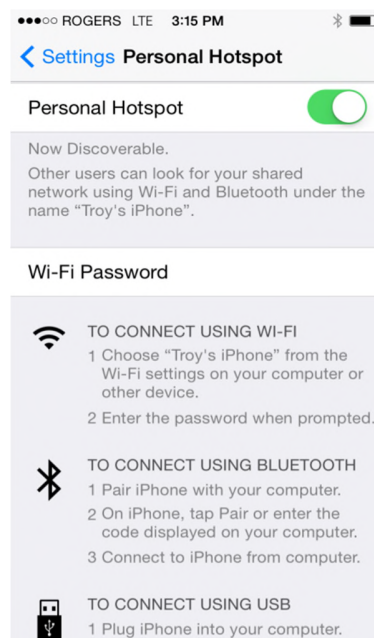 ROGERS LTE 3:15 PM
Settings Personal Hotspot
Personal Hotspot
Now Discoverable.
Other users can look for your shared
network using Wi-Fi and Bluetooth under the
name “Troy's iPhone”.
Wi-Fi Password
TO CONNECT USING WI-FI
1 Choose “Troy's iPhone” from the
Wi-Fi settings on your computer or
other device.
2 Enter the password when prompted.
TO CONNECT USING BLUETOOTH
1 Pair iPhone with your computer.
2 On iPhone, tap Pair or enter the
code displayed on your computer.
3 Connect to iPhone from computer.
TO CONNECT USING USB
1 Plug iPhone into your computer.